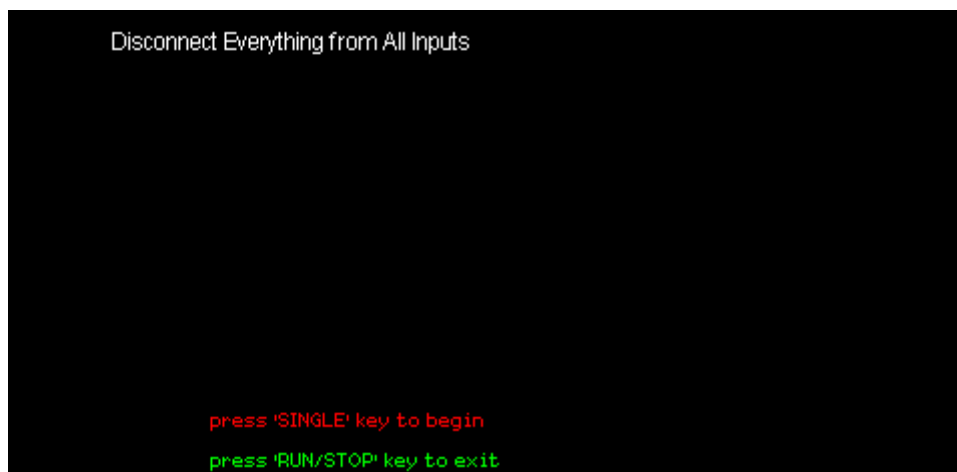 Disconnect Everything from All Inputs
press 'SINGLE' key to begin
press 'RUN/STOP' key to exit